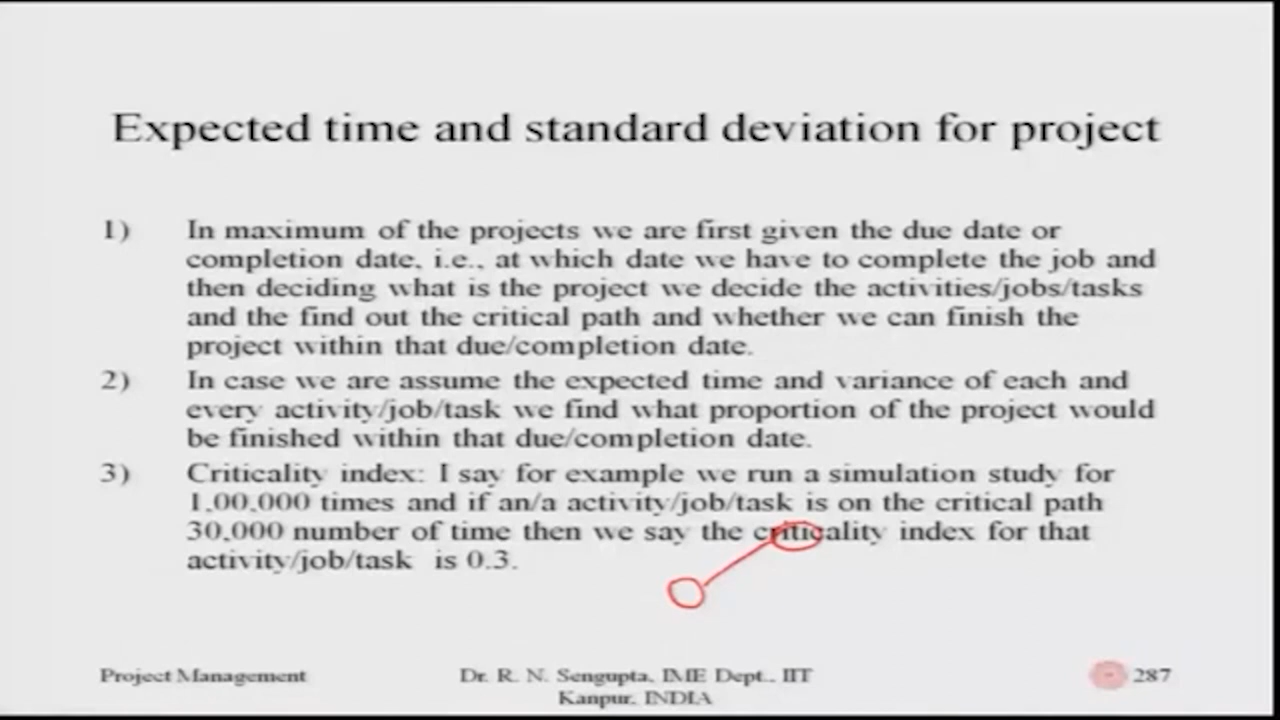 Expected time and standard deviation for project
1) In maximum of the projects we are first given the due date or
completion date, i.e., at which date we have to complete the job and
then deciding what is the project we decide the activities/jobs/tasks
and the find out the critical path and whether we can finish the
project within that due/completion date.
2) In case we are assume the expected time and variance of each and
every activity/job/task we find what proportion of the project would
be finished within that due/completion date.
3) Criticality index: I say for example we run a simulation study for
1,00,000 times and if an/a activity/job/task is on the critical path
30,000 number of time then we say the criticality index for that
activity/job/task is 0.3.
Project Management
Dr. R. N. Sengupta, IME Dept., IIT
Kanpur, INDIA
287